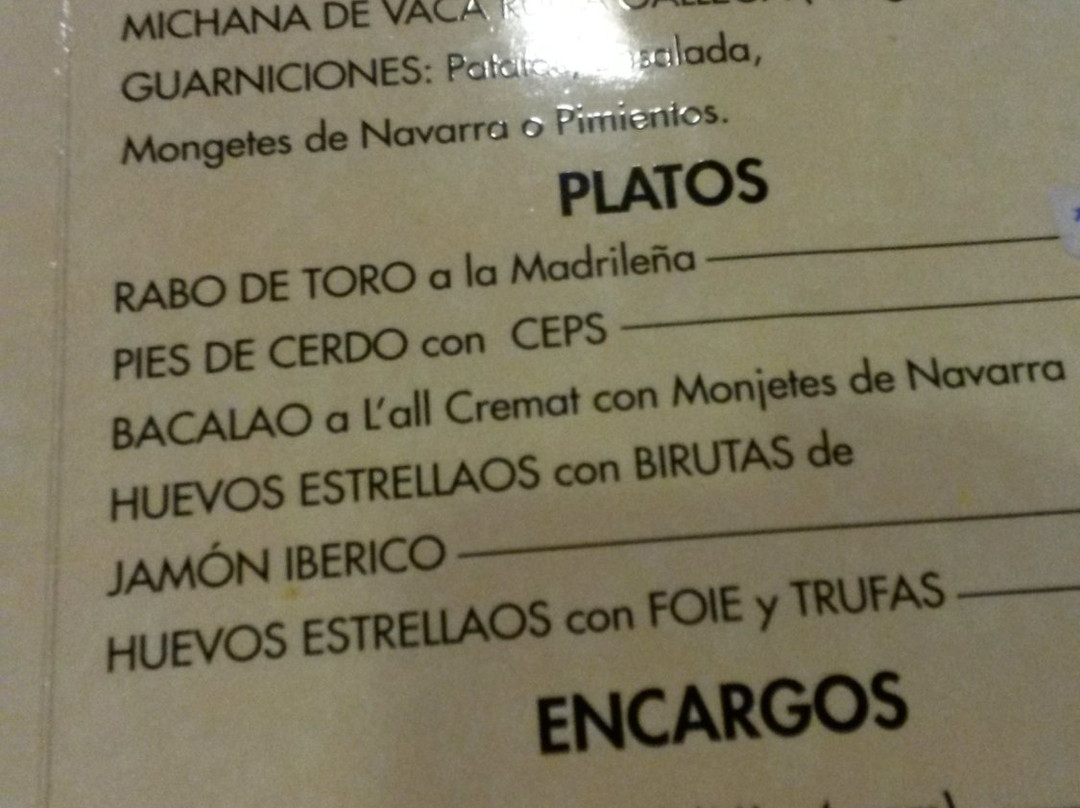 MICHANA DE VACA
GUARNICIONES: Patatas, Ensalada,
Mongetes de Navarra o Pimientos.
PLATOS
RABO DE TORO a la Madrileña
PIES DE CERDO con CEPS
BACALAO a L'all Cremat con Monjetes de Navarra
HUEVOS ESTRELLAOS con BIRUTAS de
JAMÓN IBERICO
HUEVOS ESTRELLAOS con FOIE y TRUFAS
ENCARGOS